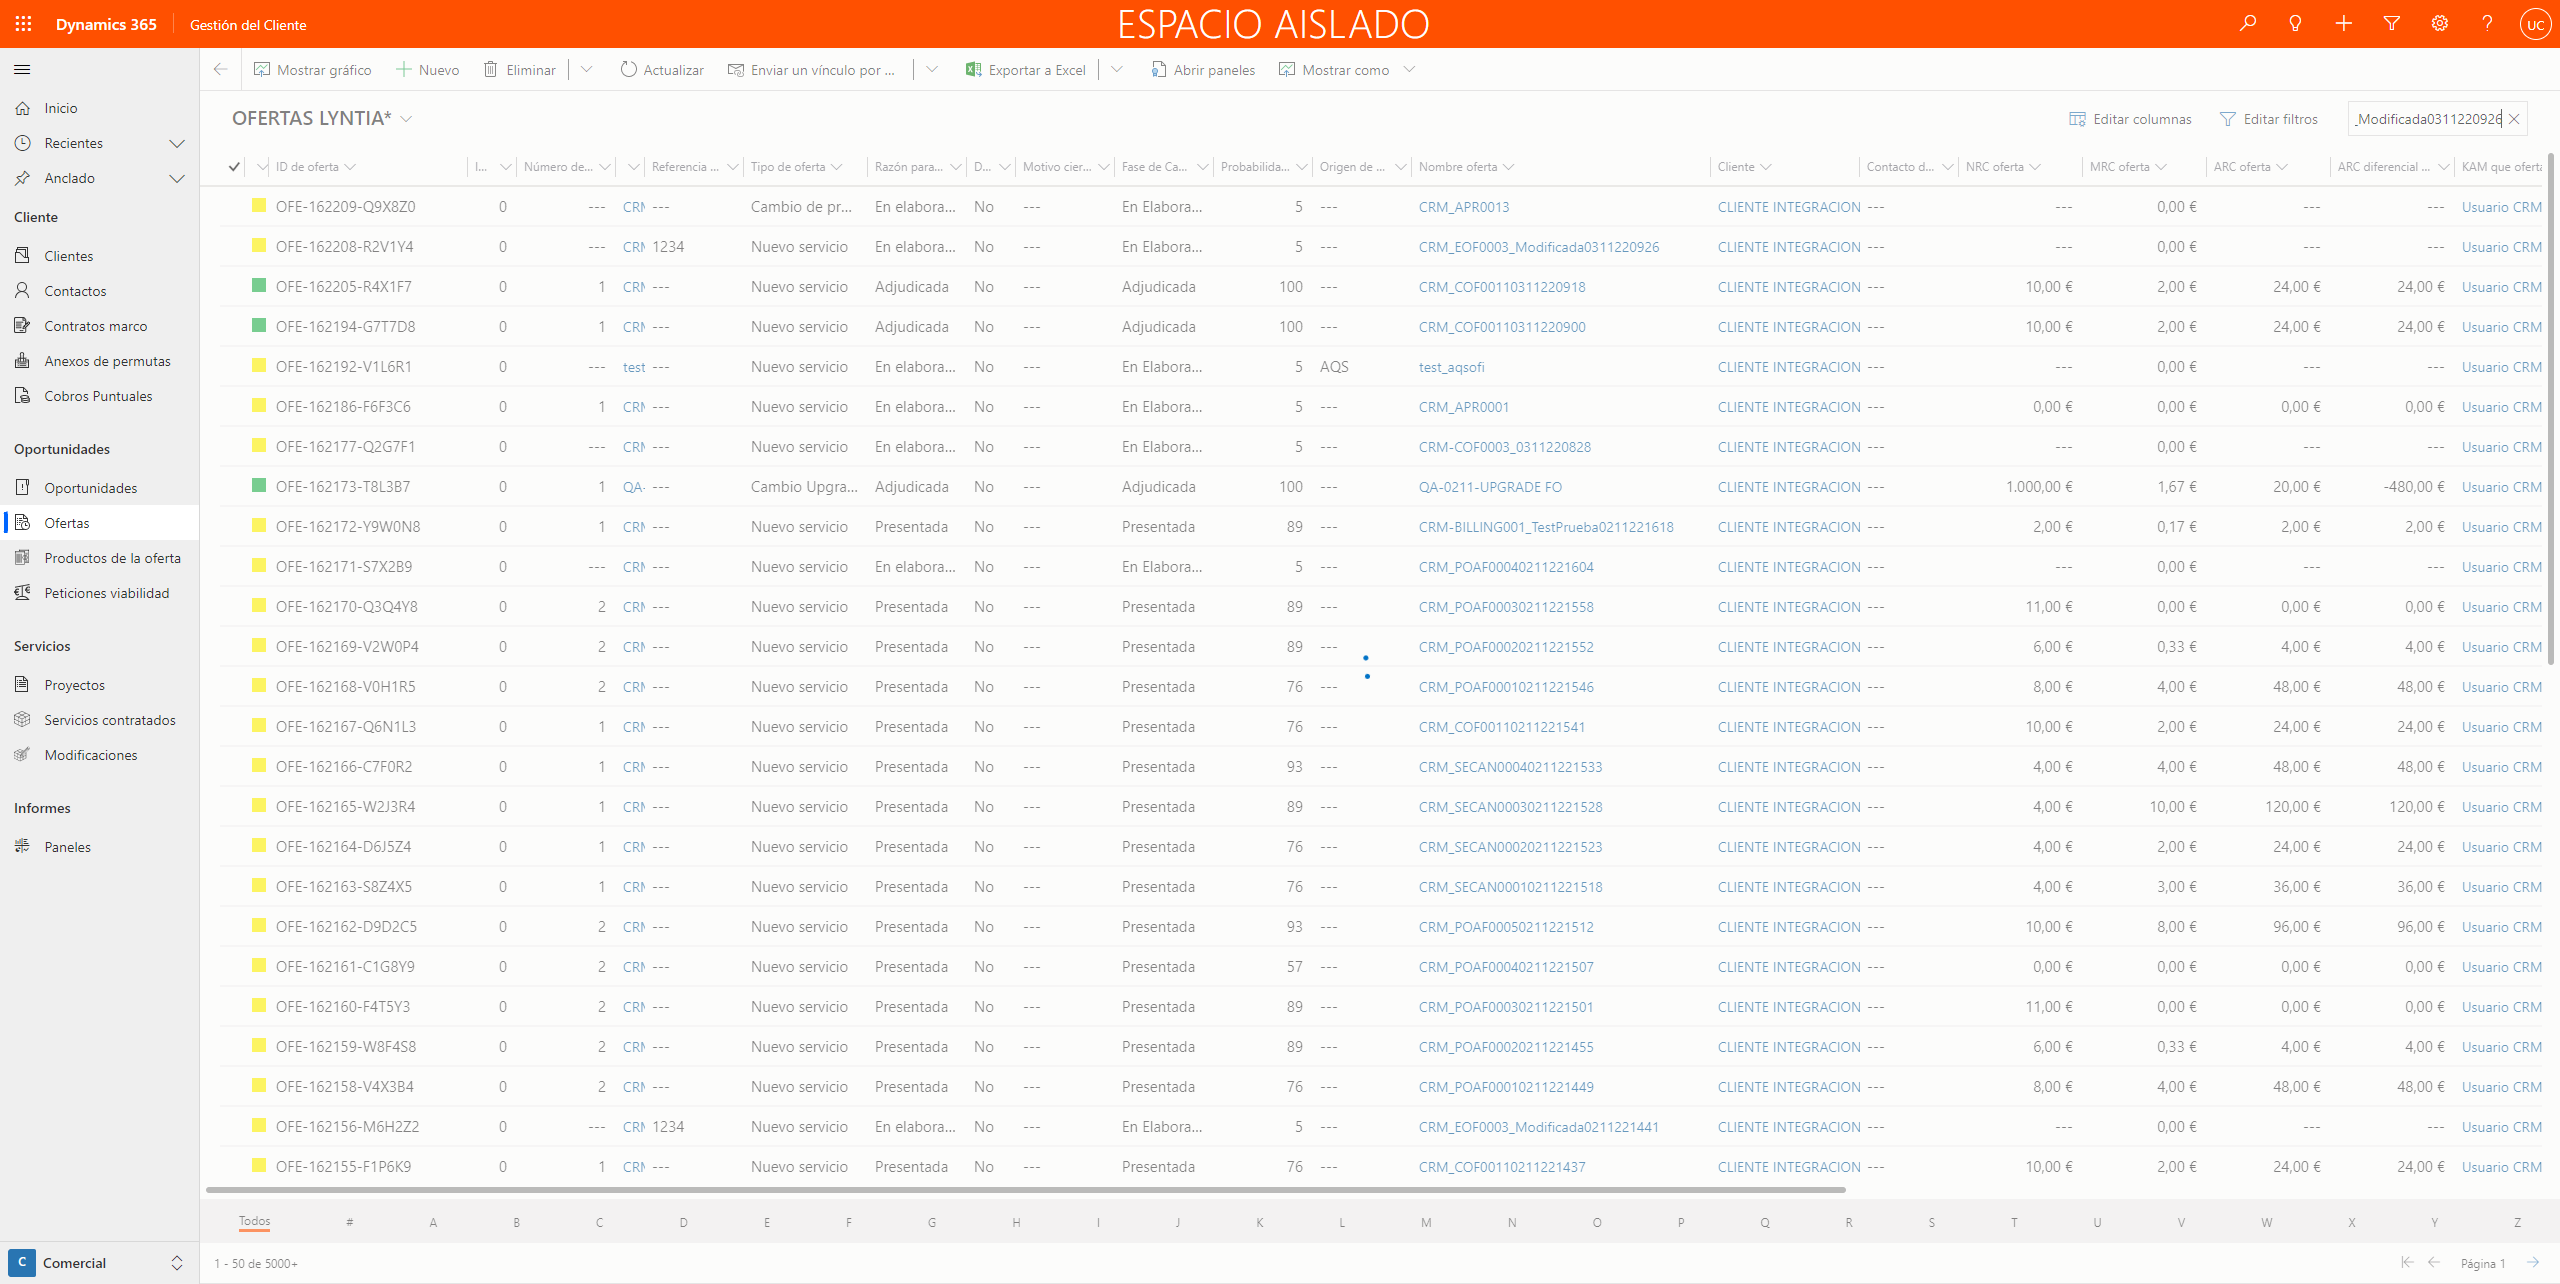 Dynamics 365 Gestión del Cliente ESPACIO AISLADO UC
Mostrar gráfico Nuevo Eliminar Actualizar Enviar un vínculo por ... Exportar a Excel Abrir paneles Mostrar como
Inicio
Recientes
Anclado
Cliente
Clientes
Contactos
Contratos marco
Anexos de permutas
Cobros Puntuales
Oportunidades
Oportunidades
Ofertas
Productos de la oferta
Peticiones viabilidad
Servicios
Proyectos
Servicios contratados
Modificaciones
Informes
Paneles
C Comercial
OFERTAS LYNTIA* Editar columnas Editar filtros _Modificada0311220926
ID de oferta I... Número de... Referencia ... Tipo de oferta Razón para... D... Motivo cier... Fase de Ca... Probabilida... Origen de ... Nombre oferta Cliente Contacto d... NRC oferta MRC oferta ARC oferta ARC diferencial ... KAM que oferta
OFE-162209-Q9X8Z0 0 --- CRM --- Cambio de pr... En elabora... No --- En Elabora... 5 --- CRM_APR0013 CLIENTE INTEGRACION --- --- 0,00 € --- --- Usuario CRM
OFE-162208-R2V1Y4 0 --- CRM 1234 Nuevo servicio En elabora... No --- En Elabora... 5 --- CRM_EOF0003_Modificada0311220926 CLIENTE INTEGRACION --- --- 0,00 € --- --- Usuario CRM
OFE-162205-R4X1F7 0 1 CRM --- Nuevo servicio Adjudicada No --- Adjudicada 100 --- CRM_COF00110311220918 CLIENTE INTEGRACION --- 10,00 € 2,00 € 24,00 € 24,00 € Usuario CRM
OFE-162194-G7T7D8 0 1 CRM --- Nuevo servicio Adjudicada No --- Adjudicada 100 --- CRM_COF00110311220900 CLIENTE INTEGRACION --- 10,00 € 2,00 € 24,00 € 24,00 € Usuario CRM
OFE-162192-V1L6R1 0 --- test --- Nuevo servicio En elabora... No --- En Elabora... 5 AQS test_aqsofi CLIENTE INTEGRACION --- --- 0,00 € --- --- Usuario CRM
OFE-162186-F6F3C6 0 1 CRM --- Nuevo servicio En elabora... No --- En Elabora... 5 --- CRM_APR0001 CLIENTE INTEGRACION --- 0,00 € 0,00 € 0,00 € 0,00 € Usuario CRM
OFE-162177-Q2G7F1 0 --- CRM --- Nuevo servicio En elabora... No --- En Elabora... 5 --- CRM-COF0003_0311220828 CLIENTE INTEGRACION --- --- 0,00 € --- --- Usuario CRM
OFE-162173-T8L3B7 0 1 QA- --- Cambio Upgra... Adjudicada No --- Adjudicada 100 --- QA-0211-UPGRADE FO CLIENTE INTEGRACION --- 1.000,00 € 1,67 € 20,00 € -480,00 € Usuario CRM
OFE-162172-Y9W0N8 0 1 CRM --- Nuevo servicio Presentada No --- Presentada 89 --- CRM-BILLING001_TestPrueba0211221618 CLIENTE INTEGRACION --- 2,00 € 0,17 € 2,00 € 2,00 € Usuario CRM
OFE-162171-S7X2B9 0 --- CRM --- Nuevo servicio En elabora... No --- En Elabora... 5 --- CRM_POAF00040211221604 CLIENTE INTEGRACION --- --- 0,00 € --- --- Usuario CRM
OFE-162170-Q3Q4Y8 0 2 CRM --- Nuevo servicio Presentada No --- Presentada 89 --- CRM_POAF00030211221558 CLIENTE INTEGRACION --- 11,00 € 0,00 € 0,00 € 0,00 € Usuario CRM
OFE-162169-V2W0P4 0 2 CRM --- Nuevo servicio Presentada No --- Presentada 89 --- CRM_POAF00020211221552 CLIENTE INTEGRACION --- 6,00 € 0,33 € 4,00 € 4,00 € Usuario CRM
OFE-162168-V0H1R5 0 2 CRM --- Nuevo servicio Presentada No --- Presentada 76 --- CRM_POAF00010211221546 CLIENTE INTEGRACION --- 8,00 € 4,00 € 48,00 € 48,00 € Usuario CRM
OFE-162167-Q6N1L3 0 1 CRM --- Nuevo servicio Presentada No --- Presentada 76 --- CRM_COF00110211221541 CLIENTE INTEGRACION --- 10,00 € 2,00 € 24,00 € 24,00 € Usuario CRM
OFE-162166-C7F0R2 0 1 CRM --- Nuevo servicio Presentada No --- Presentada 93 --- CRM_SECAN00040211221533 CLIENTE INTEGRACION --- 4,00 € 4,00 € 48,00 € 48,00 € Usuario CRM
OFE-162165-W2J3R4 0 1 CRM --- Nuevo servicio Presentada No --- Presentada 89 --- CRM_SECAN00030211221528 CLIENTE INTEGRACION --- 4,00 € 10,00 € 120,00 € 120,00 € Usuario CRM
OFE-162164-D6J5Z4 0 1 CRM --- Nuevo servicio Presentada No --- Presentada 76 --- CRM_SECAN00020211221523 CLIENTE INTEGRACION --- 4,00 € 2,00 € 24,00 € 24,00 € Usuario CRM
OFE-162163-S8Z4X5 0 1 CRM --- Nuevo servicio Presentada No --- Presentada 76 --- CRM_SECAN00010211221518 CLIENTE INTEGRACION --- 4,00 € 3,00 € 36,00 € 36,00 € Usuario CRM
OFE-162162-D9D2C5 0 2 CRM --- Nuevo servicio Presentada No --- Presentada 93 --- CRM_POAF00050211221512 CLIENTE INTEGRACION --- 10,00 € 8,00 € 96,00 € 96,00 € Usuario CRM
OFE-162161-C1G8Y9 0 2 CRM --- Nuevo servicio Presentada No --- Presentada 57 --- CRM_POAF00040211221507 CLIENTE INTEGRACION --- 0,00 € 0,00 € 0,00 € 0,00 € Usuario CRM
OFE-162160-F4T5Y3 0 2 CRM --- Nuevo servicio Presentada No --- Presentada 89 --- CRM_POAF00030211221501 CLIENTE INTEGRACION --- 11,00 € 0,00 € 0,00 € 0,00 € Usuario CRM
OFE-162159-W8F4S8 0 2 CRM --- Nuevo servicio Presentada No --- Presentada 89 --- CRM_POAF00020211221455 CLIENTE INTEGRACION --- 6,00 € 0,33 € 4,00 € 4,00 € Usuario CRM
OFE-162158-V4X3B4 0 2 CRM --- Nuevo servicio Presentada No --- Presentada 76 --- CRM_POAF00010211221449 CLIENTE INTEGRACION --- 8,00 € 4,00 € 48,00 € 48,00 € Usuario CRM
OFE-162156-M6H2Z2 0 --- CRM 1234 Nuevo servicio En elabora... No --- En Elabora... 5 --- CRM_EOF0003_Modificada0211221441 CLIENTE INTEGRACION --- --- 0,00 € --- --- Usuario CRM
OFE-162155-F1P6K9 0 1 CRM --- Nuevo servicio Presentada No --- Presentada 76 --- CRM_COF00110211221437 CLIENTE INTEGRACION --- 10,00 € 2,00 € 24,00 € 24,00 € Usuario CRM
Todos # A B C D E F G H I J K L M N O P Q R S T U V W X Y Z
1 - 50 de 5000+ Página 1